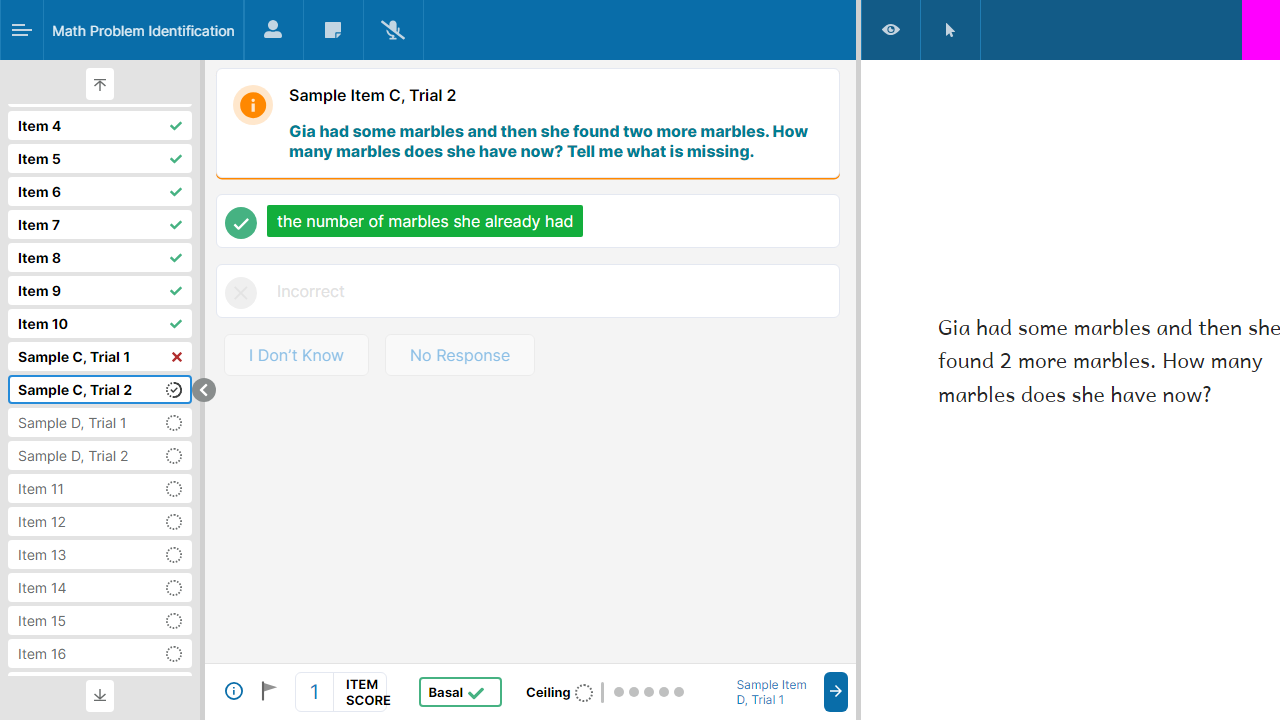 Math Problem Identification
Item 4
Item 5
Item 6
Item 7
Item 8
Item 9
Item 10
Sample C, Trial 1
Sample C, Trial 2
Sample D, Trial 1
Sample D, Trial 2
Item 11
Item 12
Item 13
Item 14
Item 15
Item 16
Sample Item C, Trial 2
Gia had some marbles and then she found two more marbles. How
many marbles does she have now? Tell me what is missing.
the number of marbles she already had
Incorrect
I Don’t Know
No Response
1
ITEM
SCORE
Basal
Ceiling
Sample Item
D, Trial 1
Gia had some marbles and then she
found 2 more marbles. How many
marbles does she have now?